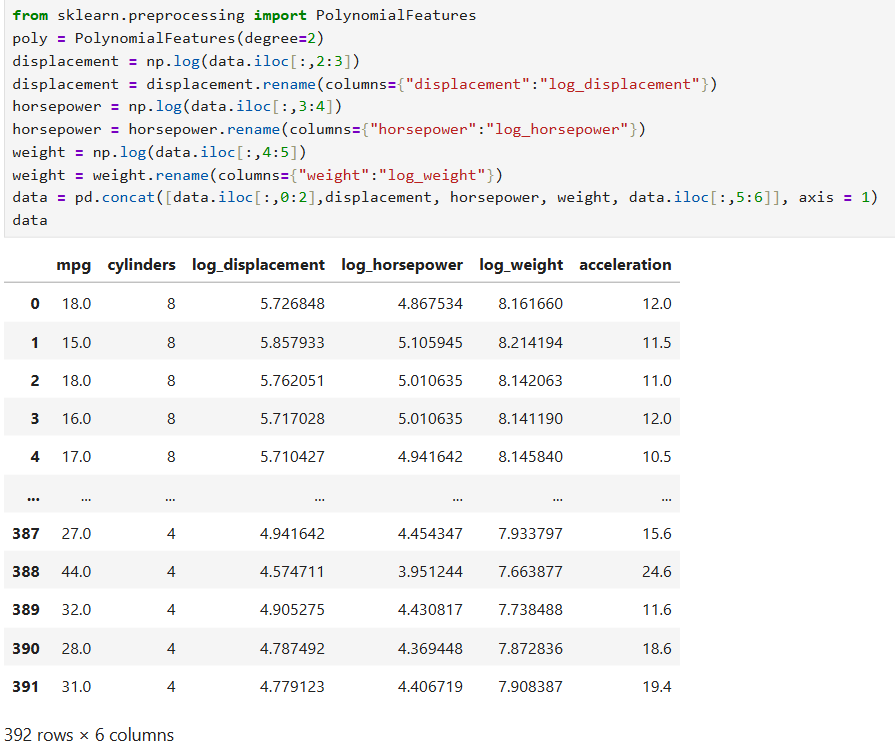 from sklearn.preprocessing import PolynomialFeatures
poly = PolynomialFeatures(degree=2)
displacement = np.log(data.iloc[:,2:3])
displacement = displacement.rename(columns={"displacement":"log_displacement"})
horsepower = np.log(data.iloc[:,3:4])
horsepower = horsepower.rename(columns={"horsepower":"log_horsepower"})
weight = np.log(data.iloc[:,4:5])
weight = weight.rename(columns={"weight":"log_weight"})
data = pd.concat([data.iloc[:,0:2],displacement, horsepower, weight, data.iloc[:,5:6]], axis = 1)
data
mpg cylinders log_displacement log_horsepower log_weight acceleration
0 18.0 8 5.726848 4.867534 8.161660 12.0
1 15.0 8 5.857933 5.105945 8.214194 11.5
2 18.0 8 5.762051 5.010635 8.142063 11.0
3 16.0 8 5.717028 5.010635 8.141190 12.0
4 17.0 8 5.710427 4.941642 8.145840 10.5
... ... ... ... ... ... ...
387 27.0 4 4.941642 4.454347 7.933797 15.6
388 44.0 4 4.574711 3.951244 7.663877 24.6
389 32.0 4 4.905275 4.430817 7.738488 11.6
390 28.0 4 4.787492 4.369448 7.872836 18.6
391 31.0 4 4.779123 4.406719 7.908387 19.4
392 rows × 6 columns